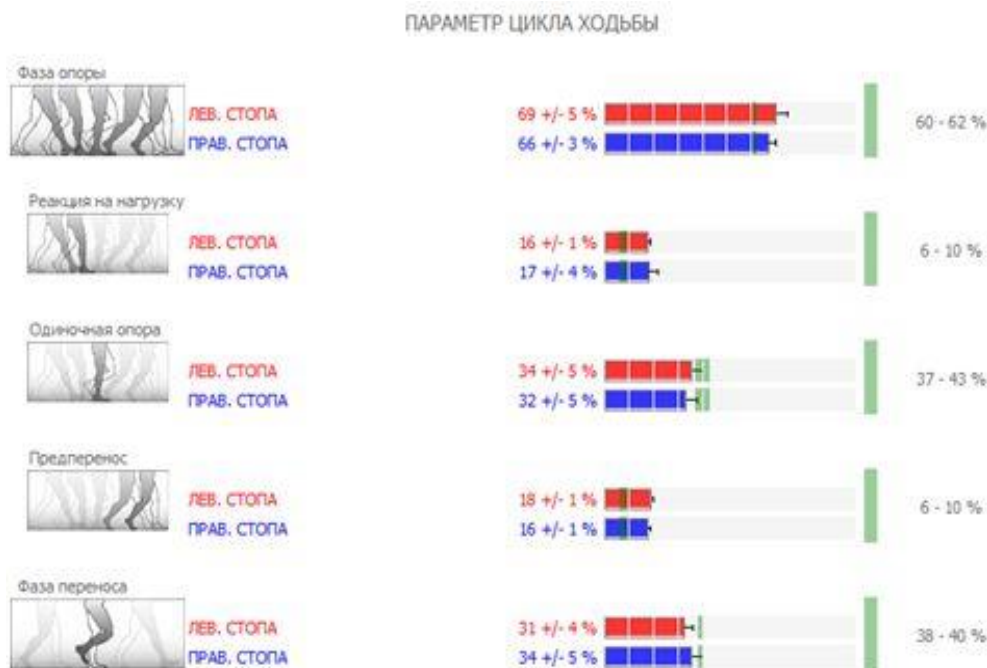 ПАРАМЕТР ЦИКЛА ХОДЬБЫ
Фаза опоры
ЛЕВ. СТОПА 69 +/- 5 %
60 - 62 %
ПРАВ. СТОПА 66 +/- 3 %
Реакция на нагрузку
ЛЕВ. СТОПА 16 +/- 1 %
6 - 10 %
ПРАВ. СТОПА 17 +/- 4 %
Одиночная опора
ЛЕВ. СТОПА 34 +/- 5 %
37 - 43 %
ПРАВ. СТОПА 32 +/- 5 %
Предперенос
ЛЕВ. СТОПА 18 +/- 1 %
6 - 10 %
ПРАВ. СТОПА 16 +/- 1 %
Фаза переноса
ЛЕВ. СТОПА 31 +/- 4 %
38 - 40 %
ПРАВ. СТОПА 34 +/- 5 %